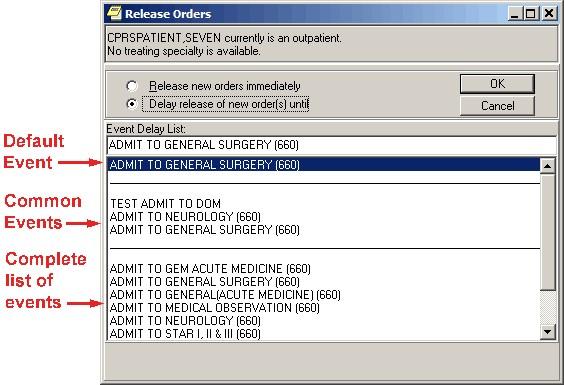 Release Orders
CPRSPATIENT,SEVEN currently is an outpatient.
No treating specialty is available.
Release new orders immediately
OK
Delay release of new order(s) until
Cancel
Event Delay List:
ADMIT TO GENERAL SURGERY (660)
Default
Event
ADMIT TO GENERAL SURGERY (660)
Common
Events
TEST ADMIT TO DOM
ADMIT TO NEUROLOGY (660)
ADMIT TO GENERAL SURGERY (660)
Complete
list of
events
ADMIT TO GEM ACUTE MEDICINE (660)
ADMIT TO GENERAL SURGERY (660)
ADMIT TO GENERAL(ACUTE MEDICINE) (660)
ADMIT TO MEDICAL OBSERVATION (660)
ADMIT TO NEUROLOGY (660)
ADMIT TO STAR I, II & III (660)